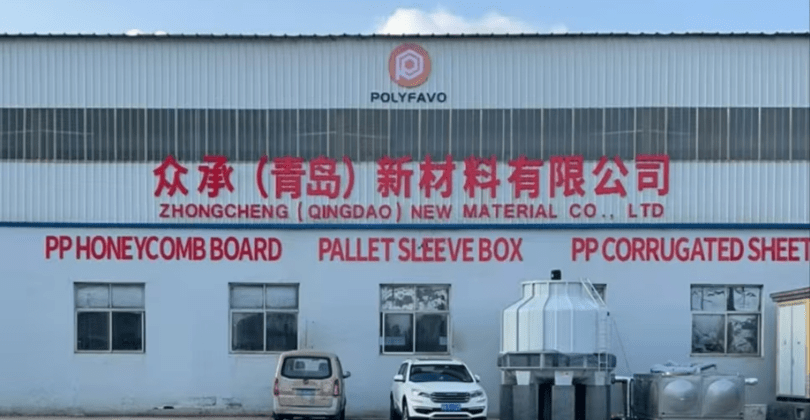 POLYFAVO
众承（青岛）新材料有限公司
ZHONGCHENG (QINGDAO) NEW MATERIAL CO., LTD
PP HONEYCOMB BOARD PALLET SLEEVE BOX PP CORRUGATED SHEET